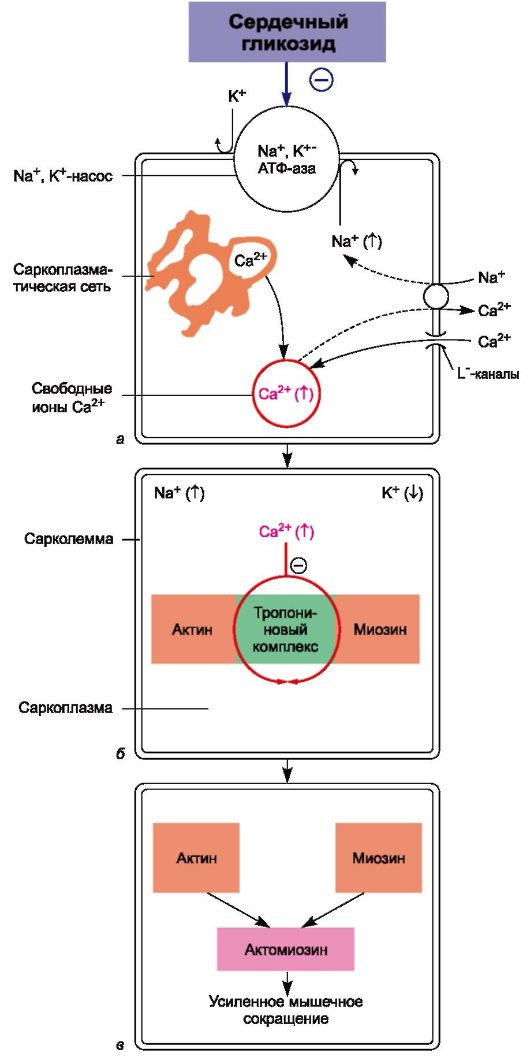 Сердечный
гликозид
K⁺
Na⁺, K⁺-
АТФ-аза
Na⁺, K⁺-насос
Na⁺ (↑)
Ca²⁺
Саркоплазма-
тическая сеть
Na⁺
Ca²⁺
Ca²⁺
L⁻-каналы
Свободные
ионы Ca²⁺
Ca²⁺ (↑)
а
Na⁺ (↑)
K⁺ (↓)
Сарколемма
Ca²⁺ (↑)
Актин
Тропони-
новый
комплекс
Миозин
Саркоплазма
б
Актин
Миозин
Актомиозин
Усиленное мышечное
сокращение
в